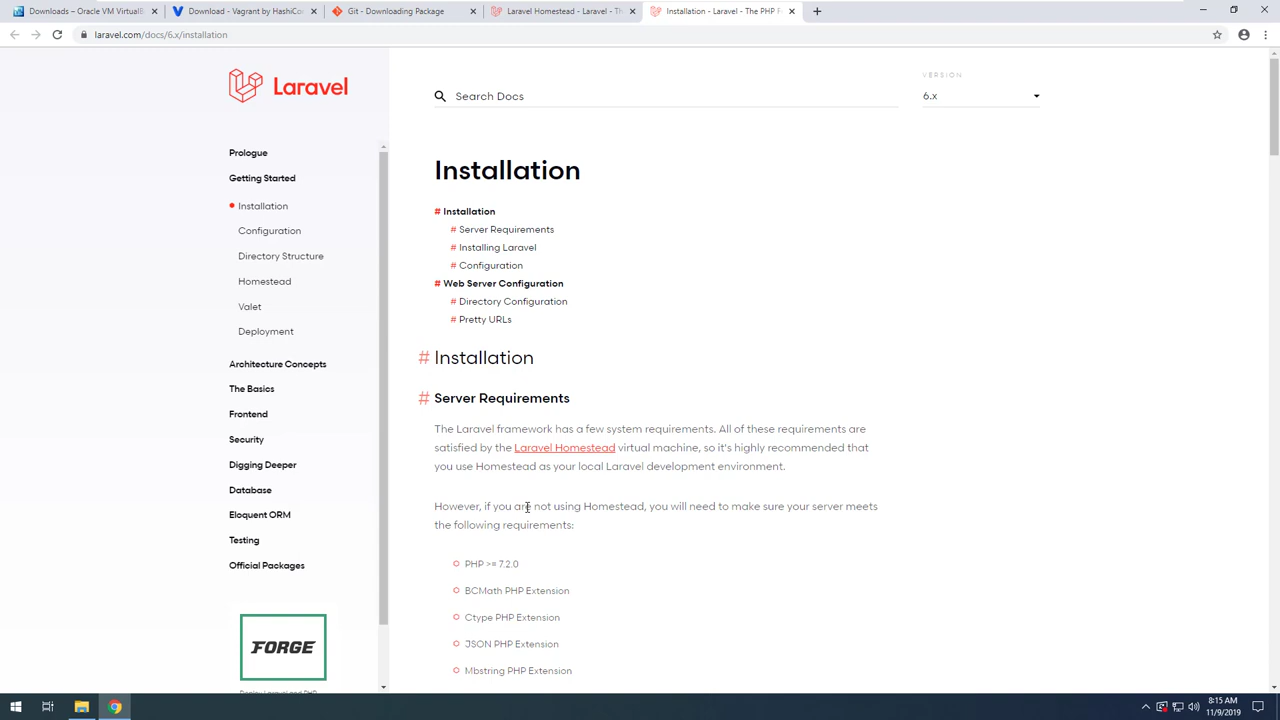 Downloads – Oracle VM VirtualB
Download - Vagrant by HashiCo
Git - Downloading Package
Laravel Homestead - Laravel - Th
Installation - Laravel - The PHP F
laravel.com/docs/6.x/installation
Laravel
Search Docs
VERSION
6.x
Prologue
Getting Started
Installation
Configuration
Directory Structure
Homestead
Valet
Deployment
Architecture Concepts
The Basics
Frontend
Security
Digging Deeper
Database
Eloquent ORM
Testing
Official Packages
FORGE
Deploy Laravel and PHP
Installation
# Installation
# Server Requirements
# Installing Laravel
# Configuration
# Web Server Configuration
# Directory Configuration
# Pretty URLs
# Installation
# Server Requirements
The Laravel framework has a few system requirements. All of these requirements are
satisfied by the Laravel Homestead virtual machine, so it's highly recommended that
you use Homestead as your local Laravel development environment.
However, if you are not using Homestead, you will need to make sure your server meets
the following requirements:
PHP >= 7.2.0
BCMath PHP Extension
Ctype PHP Extension
JSON PHP Extension
Mbstring PHP Extension
8:15 AM
11/9/2019